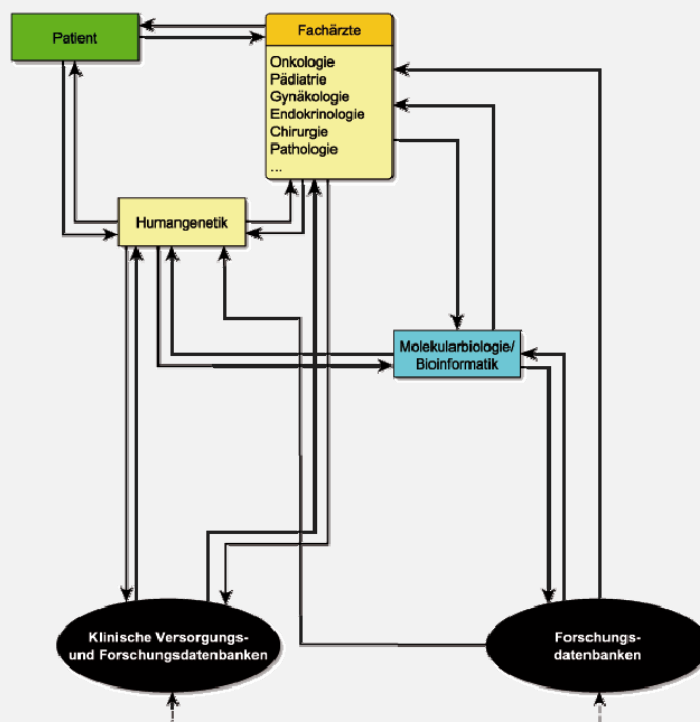 Patient
Fachärzte
Onkologie
Pädiatrie
Gynäkologie
Endokrinologie
Chirurgie
Pathologie
...
Humangenetik
Molekularbiologie/
Bioinformatik
Klinische Versorgungs-
und Forschungsdatenbanken
Forschungs-
datenbanken